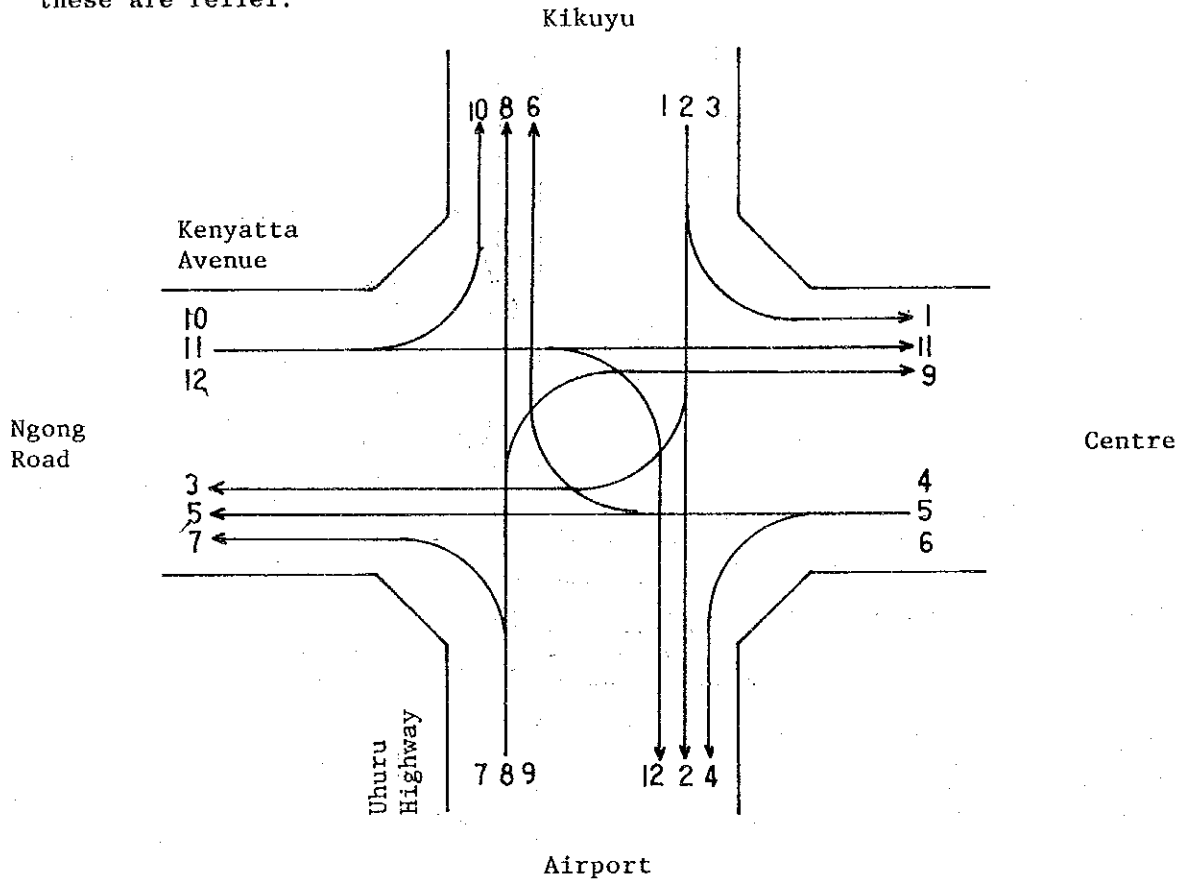 these are relief.
Kikuyu
10 8 6 1 2 3
Kenyatta
Avenue
10 1
11 11
12 9
Ngong
Road
Centre
3 4
5 5
7 6
Uhuru
Highway
7 8 9 12 2 4
Airport